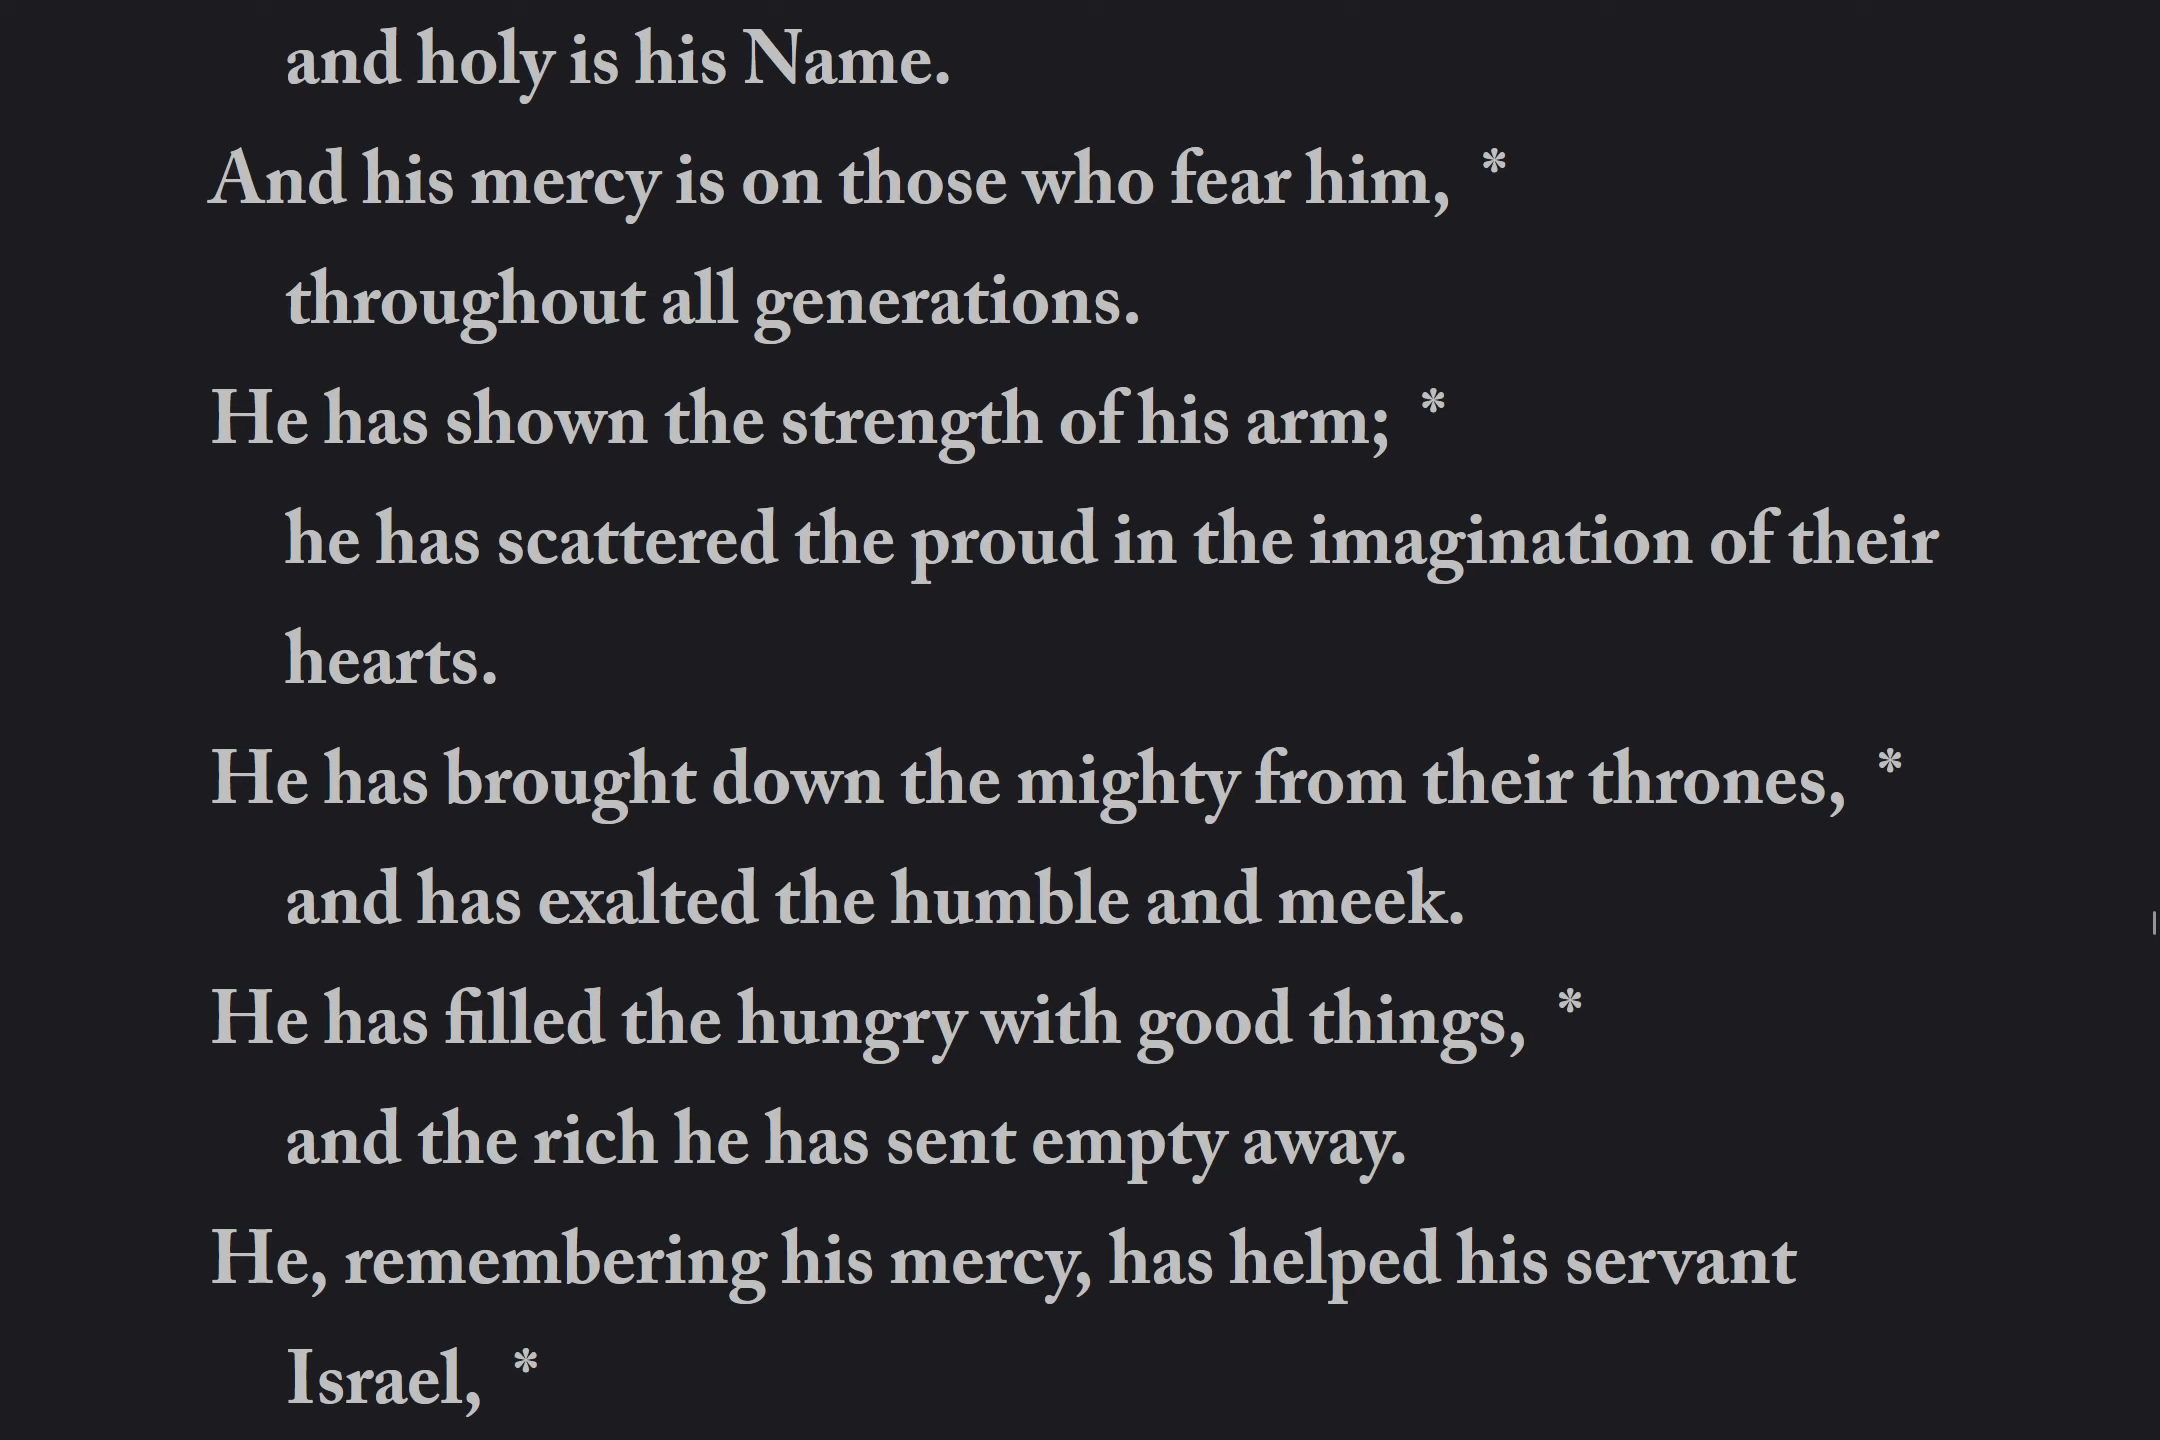 and holy is his Name.
And his mercy is on those who fear him, *
throughout all generations.
He has shown the strength of his arm; *
he has scattered the proud in the imagination of their
hearts.
He has brought down the mighty from their thrones, *
and has exalted the humble and meek.
He has filled the hungry with good things, *
and the rich he has sent empty away.
He, remembering his mercy, has helped his servant
Israel, *